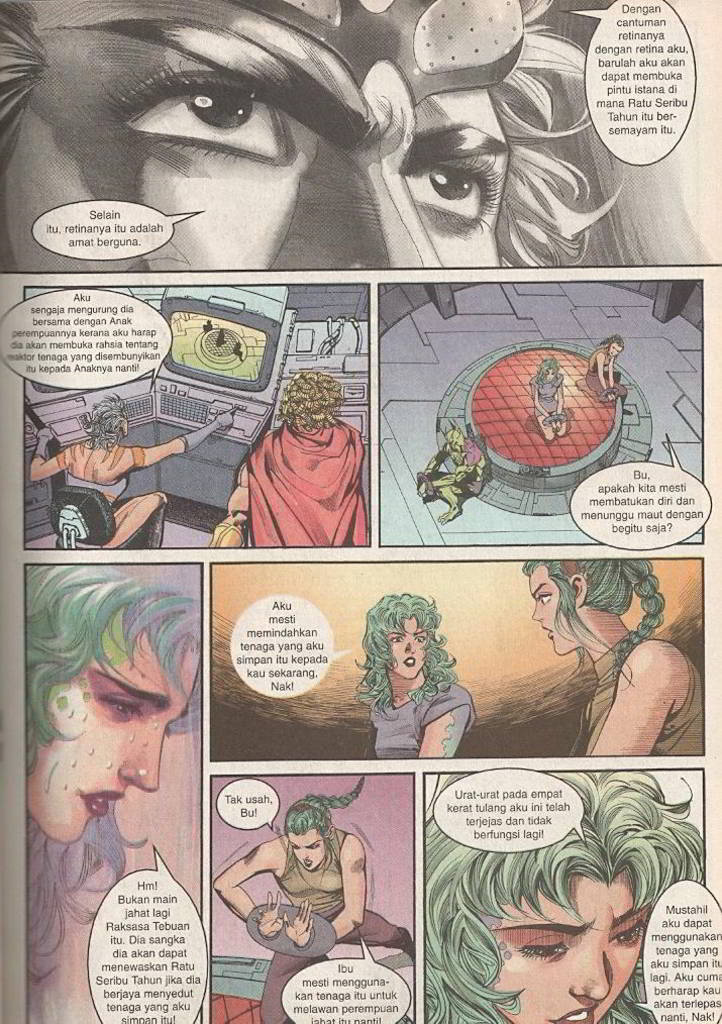 Selain
itu, retinanya itu adalah
amat berguna.
Dengan
cantuman
retinanya
dengan retina aku,
barulah aku akan
dapat membuka
pintu istana di
mana Ratu Seribu
Tahun itu ber-
semayam itu.
Aku
sengaja mengurung dia
bersama dengan Anak
perempuannya kerana aku harap
dia akan membuka rahsia tentang
reaktor tenaga yang disembunyikan
itu kepada Anaknya nanti!
Bu,
apakah kita mesti
membatukan diri dan
menunggu maut dengan
begitu saja?
Hm!
Bukan main
jahat lagi
Raksasa Tebuan
itu. Dia sangka
dia akan dapat
menewaskan Ratu
Seribu Tahun jika dia
berjaya menyedut
tenaga yang aku
simpan itu!
Aku
mesti
memindahkan
tenaga yang aku
simpan itu kepada
kau sekarang,
Nak!
Tak usah,
Bu!
Ibu
mesti mengguna-
kan tenaga itu untuk
melawan perempuan
jahat itu nanti!
Urat-urat pada empat
kerat tulang aku ini telah
terjejas dan tidak
berfungsi lagi!
Mustahil
aku dapat
menggunakan
tenaga yang
aku simpan itu
lagi. Aku cuma
berharap kau
akan terlepas
nanti, Nak!